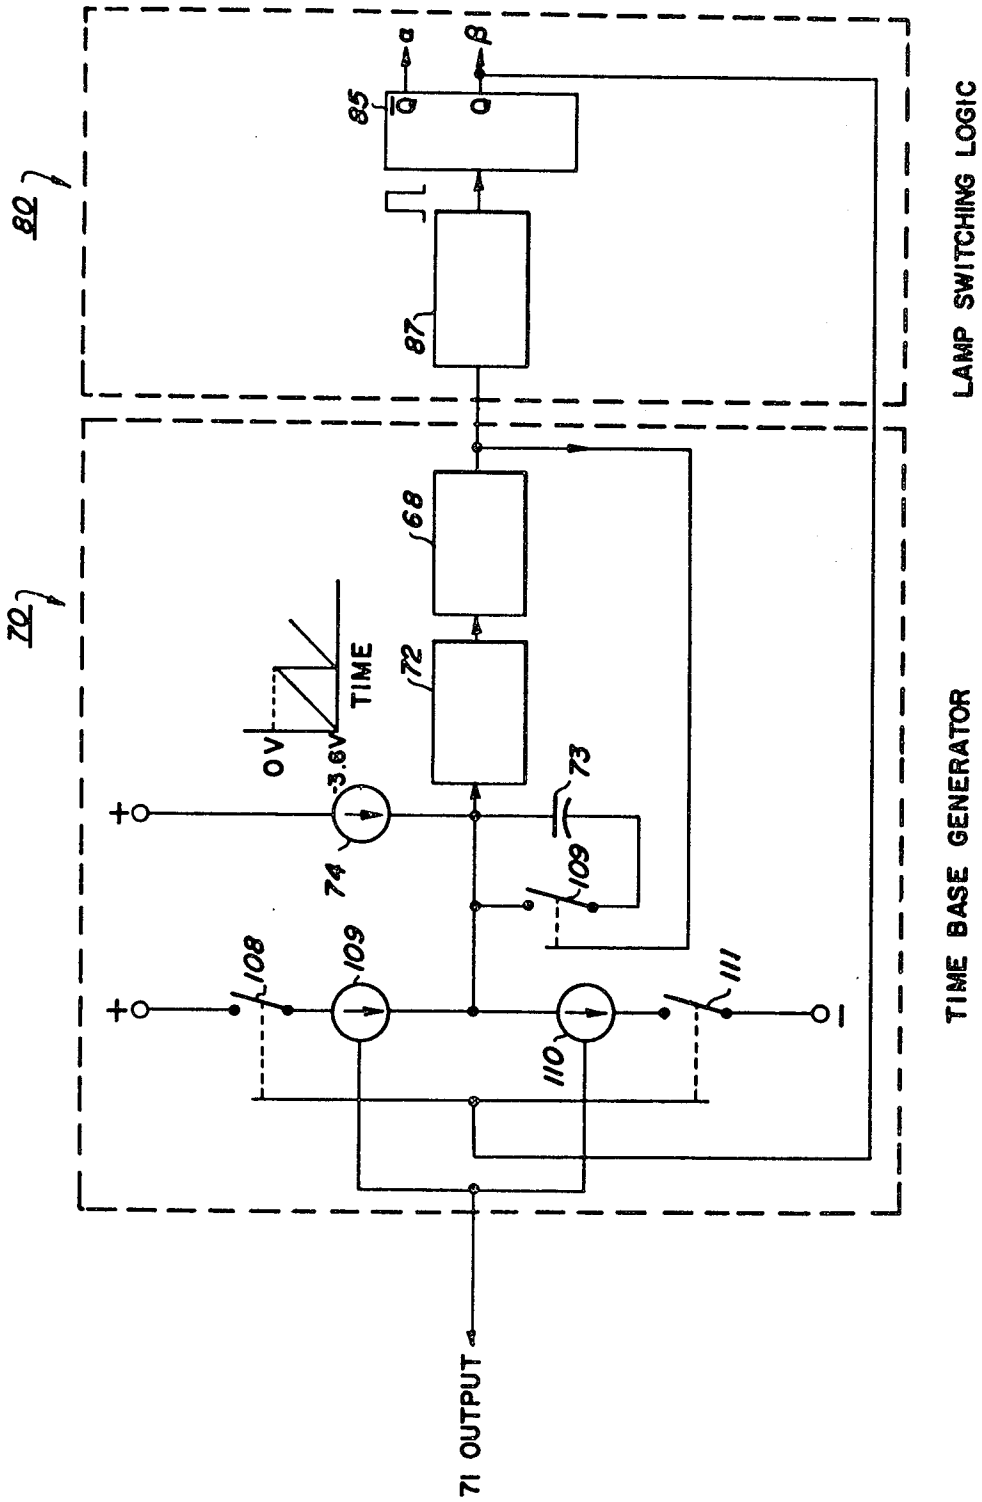 80
85
Q̅
α
Q
β
87
LAMP SWITCHING LOGIC
70
68
72
0V
-3.6V
TIME
+
74
73
109
+
108
109
110
111
−
TIME BASE GENERATOR
71 OUTPUT